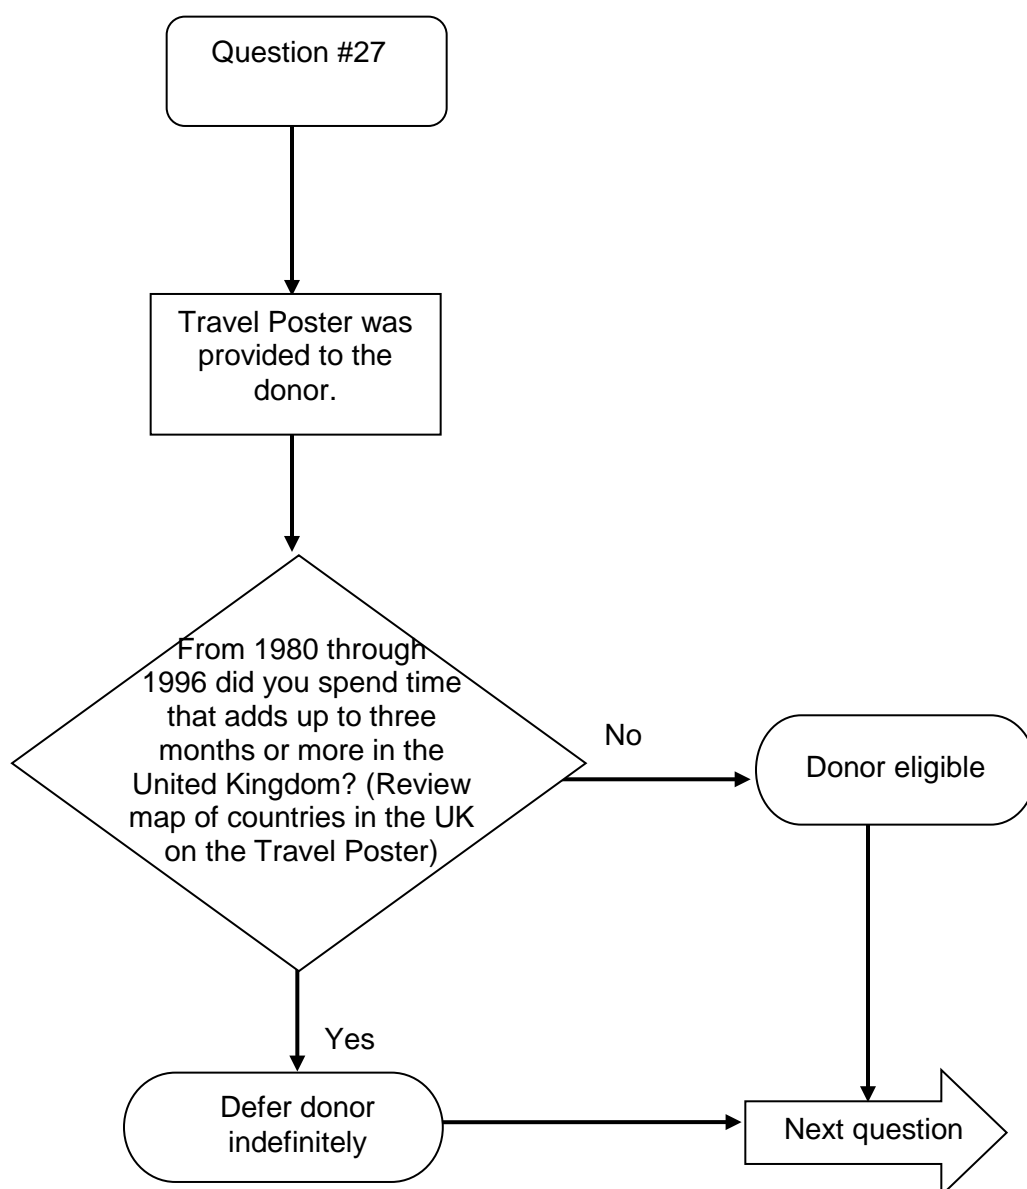 Question #27
Travel Poster was
provided to the
donor.
From 1980 through
1996 did you spend time
that adds up to three
months or more in the
United Kingdom? (Review
map of countries in the UK
on the Travel Poster)
No
Donor eligible
Yes
Defer donor
indefinitely
Next question